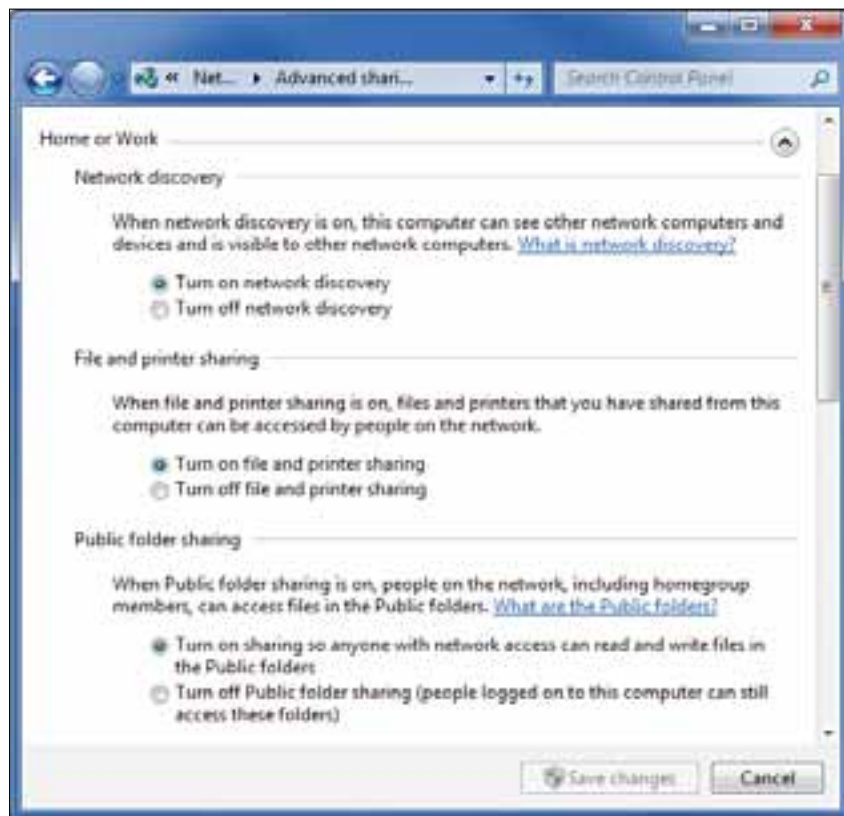 « Net... ▸ Advanced shari...
Search Control Panel
Home or Work
Network discovery
When network discovery is on, this computer can see other network computers and
devices and is visible to other network computers. What is network discovery?
Turn on network discovery
Turn off network discovery
File and printer sharing
When file and printer sharing is on, files and printers that you have shared from this
computer can be accessed by people on the network.
Turn on file and printer sharing
Turn off file and printer sharing
Public folder sharing
When Public folder sharing is on, people on the network, including homegroup
members, can access files in the Public folders. What are the Public folders?
Turn on sharing so anyone with network access can read and write files in
the Public folders
Turn off Public folder sharing (people logged on to this computer can still
access these folders)
Save changes
Cancel